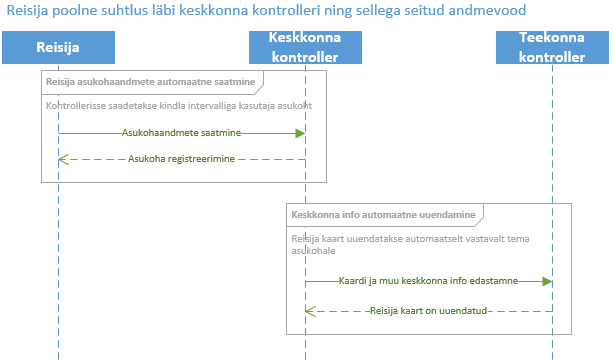 Reisija poolne suhtlus läbi keskkonna kontrolleri ning sellega seitud andmevood
Reisija
Keskkonna
kontroller
Teekonna
kontroller
Reisija asukohaandmete automaatne saatmine
Kontrollerisse saadetakse kindla intervalliga kasutaja asukoht
Asukohaandmete saatmine
Asukoha registreerimine
Keskkonna info automaatne uuendamine
Reisija kaart uuendatakse automaatselt vastavalt tema
asukohale
Kaardi ja muu keskkonna info edastamne
Reisija kaart on uuendatud